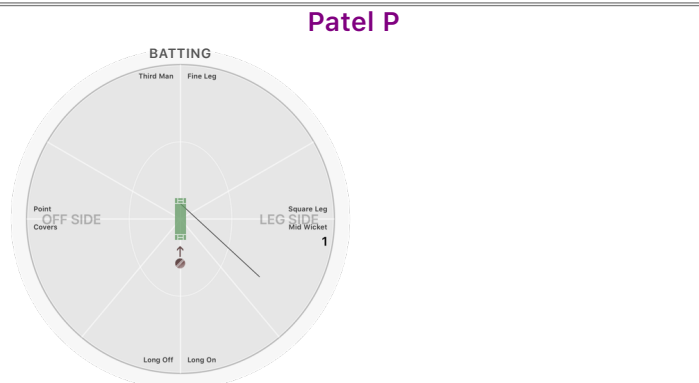 Patel P
BATTING
Third Man Fine Leg
Point Square Leg
OFF SIDE LEG SIDE
Covers Mid Wicket
1
Long Off Long On